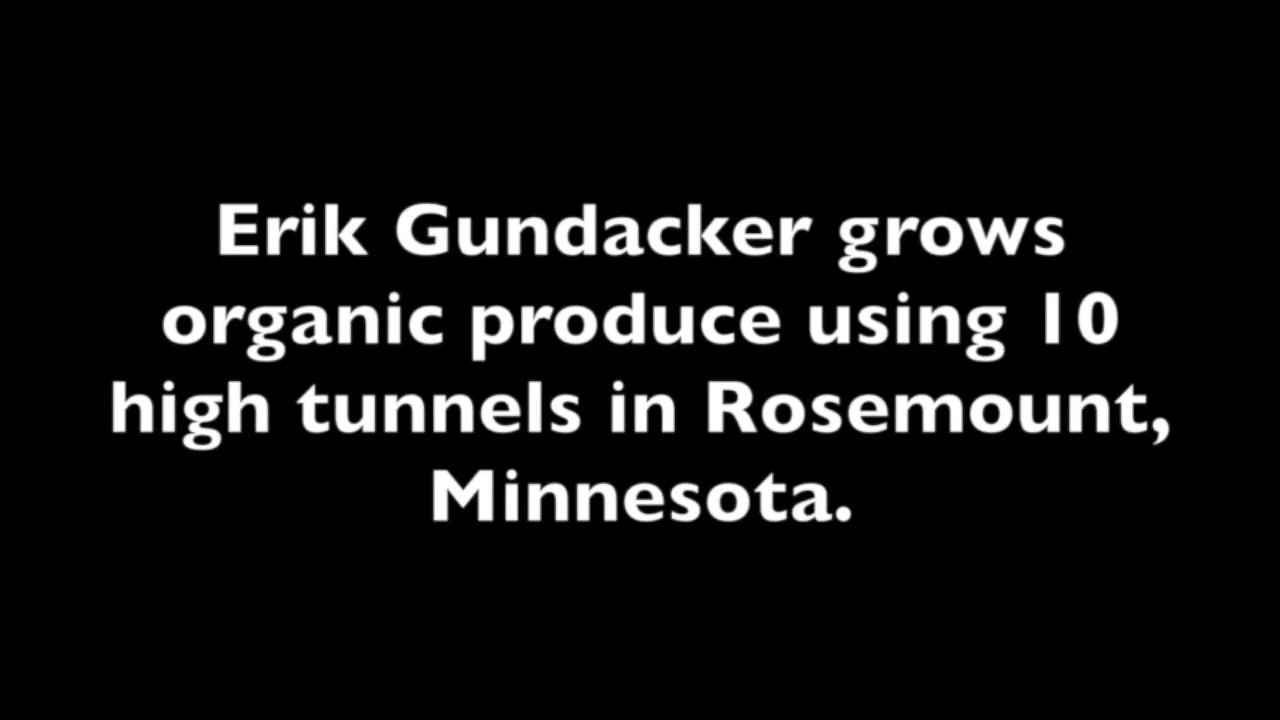 Erik Gundacker grows
organic produce using 10
high tunnels in Rosemount,
Minnesota.